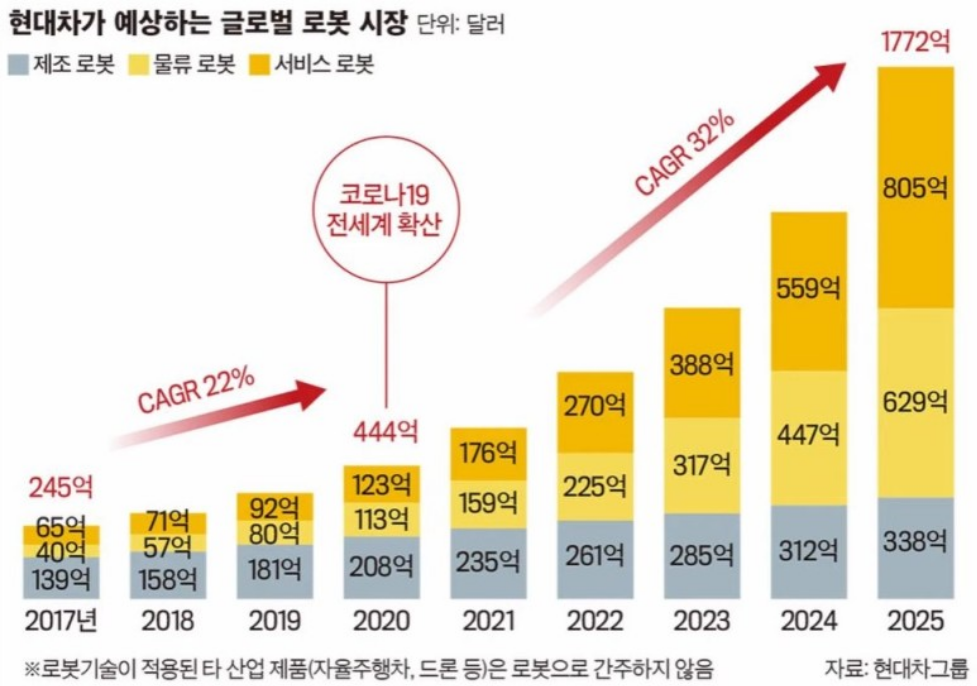 현대차가 예상하는 글로벌 로봇 시장 단위: 달러
제조 로봇 물류 로봇 서비스 로봇
1772억
CAGR 32%
코로나19
전세계 확산
CAGR 22%
245억
444억
65억 71억 92억 123억 176억 270억 388억 559억 805억
40억 57억 80억 113억 159억 225억 317억 447억 629억
139억 158억 181억 208억 235억 261억 285억 312억 338억
2017년 2018 2019 2020 2021 2022 2023 2024 2025
※로봇기술이 적용된 타 산업 제품(자율주행차, 드론 등)은 로봇으로 간주하지 않음 자료: 현대차그룹